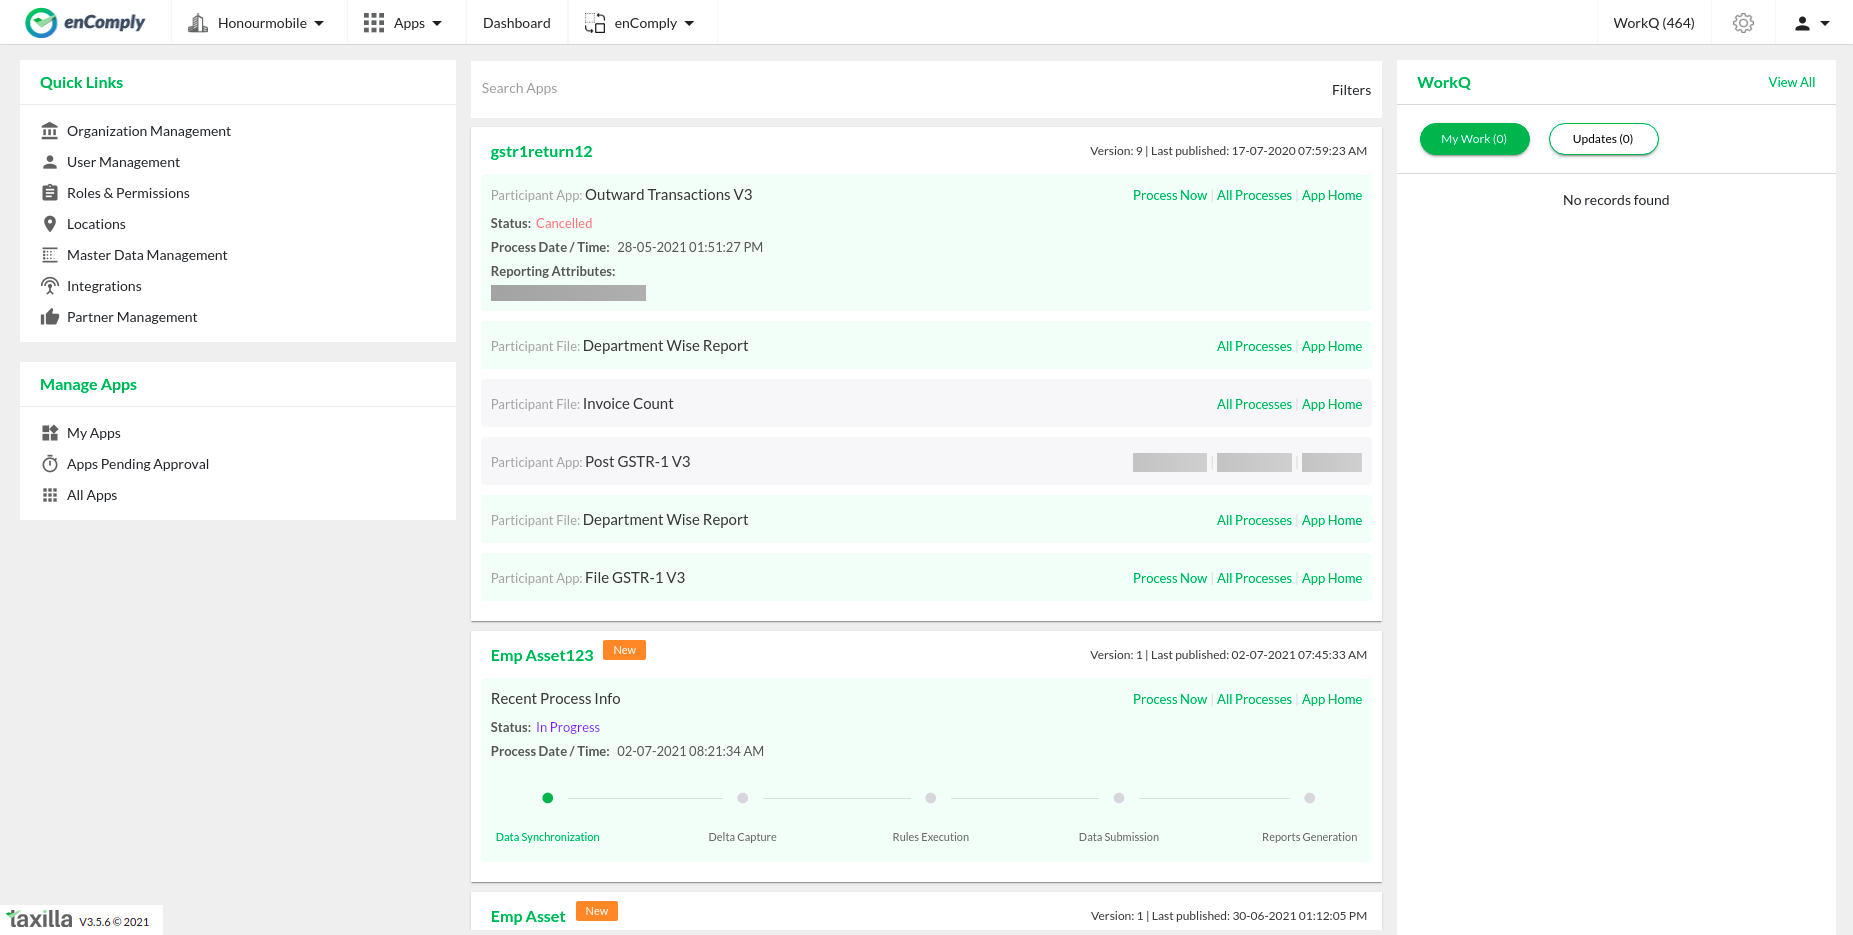 enComply Honourmobile Apps Dashboard enComply WorkQ (464)
Quick Links
Organization Management
User Management
Roles & Permissions
Locations
Master Data Management
Integrations
Partner Management
Manage Apps
My Apps
Apps Pending Approval
All Apps
Search Apps Filters
gstr1return12 Version: 9 | Last published: 17-07-2020 07:59:23 AM
Participant App: Outward Transactions V3 Process Now | All Processes | App Home
Status: Cancelled
Process Date / Time: 28-05-2021 01:51:27 PM
Reporting Attributes:
Participant File: Department Wise Report All Processes | App Home
Participant File: Invoice Count All Processes | App Home
Participant App: Post GSTR-1 V3
Participant File: Department Wise Report All Processes | App Home
Participant App: File GSTR-1 V3 Process Now | All Processes | App Home
Emp Asset123 New Version: 1 | Last published: 02-07-2021 07:45:33 AM
Recent Process Info Process Now | All Processes | App Home
Status: In Progress
Process Date / Time: 02-07-2021 08:21:34 AM
Data Synchronization Delta Capture Rules Execution Data Submission Reports Generation
Emp Asset New Version: 1 | Last published: 30-06-2021 01:12:05 PM
WorkQ View All
My Work (0) Updates (0)
No records found
taxilla V3.5.6 © 2021